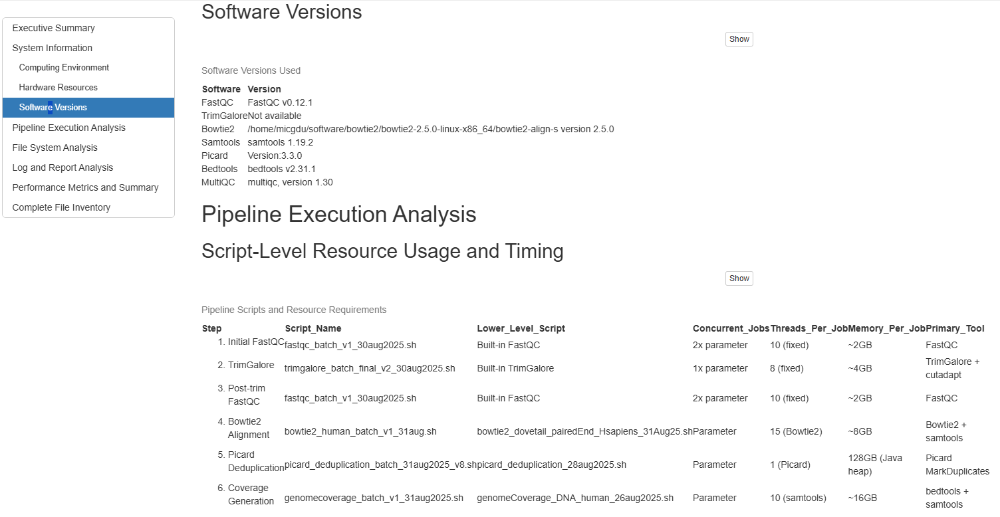 Software Versions
Executive Summary
System Information
Computing Environment
Hardware Resources
Software Versions
Pipeline Execution Analysis
File System Analysis
Log and Report Analysis
Performance Metrics and Summary
Complete File Inventory
Show
Software Versions Used
Software Version
FastQC FastQC v0.12.1
TrimGalore Not available
Bowtie2 /home/micgdu/software/bowtie2/bowtie2-2.5.0-linux-x86_64/bowtie2-align-s version 2.5.0
Samtools samtools 1.19.2
Picard Version:3.3.0
Bedtools bedtools v2.31.1
MultiQC multiqc, version 1.30
Pipeline Execution Analysis
Script-Level Resource Usage and Timing
Show
Pipeline Scripts and Resource Requirements
Step Script_Name Lower_Level_Script Concurrent_Jobs Threads_Per_Job Memory_Per_Job Primary_Tool
1. Initial FastQC fastqc_batch_v1_30aug2025.sh Built-in FastQC 2x parameter 10 (fixed) ~2GB FastQC
2. TrimGalore trimgalore_batch_final_v2_30aug2025.sh Built-in TrimGalore 1x parameter 8 (fixed) ~4GB TrimGalore +
cutadapt
3. Post-trim
FastQC fastqc_batch_v1_30aug2025.sh Built-in FastQC 2x parameter 10 (fixed) ~2GB FastQC
4. Bowtie2
Alignment bowtie2_human_batch_v1_31aug.sh bowtie2_dovetail_pairedEnd_Hsapiens_31Aug25.sh Parameter 15 (Bowtie2) ~8GB Bowtie2 +
samtools
5. Picard
Deduplication picard_deduplication_batch_31aug2025_v8.sh picard_deduplication_28aug2025.sh Parameter 1 (Picard) 128GB (Java
heap) Picard
MarkDuplicates
6. Coverage
Generation genomecoverage_batch_v1_31aug2025.sh genomeCoverage_DNA_human_26aug2025.sh Parameter 10 (samtools) ~16GB bedtools +
samtools